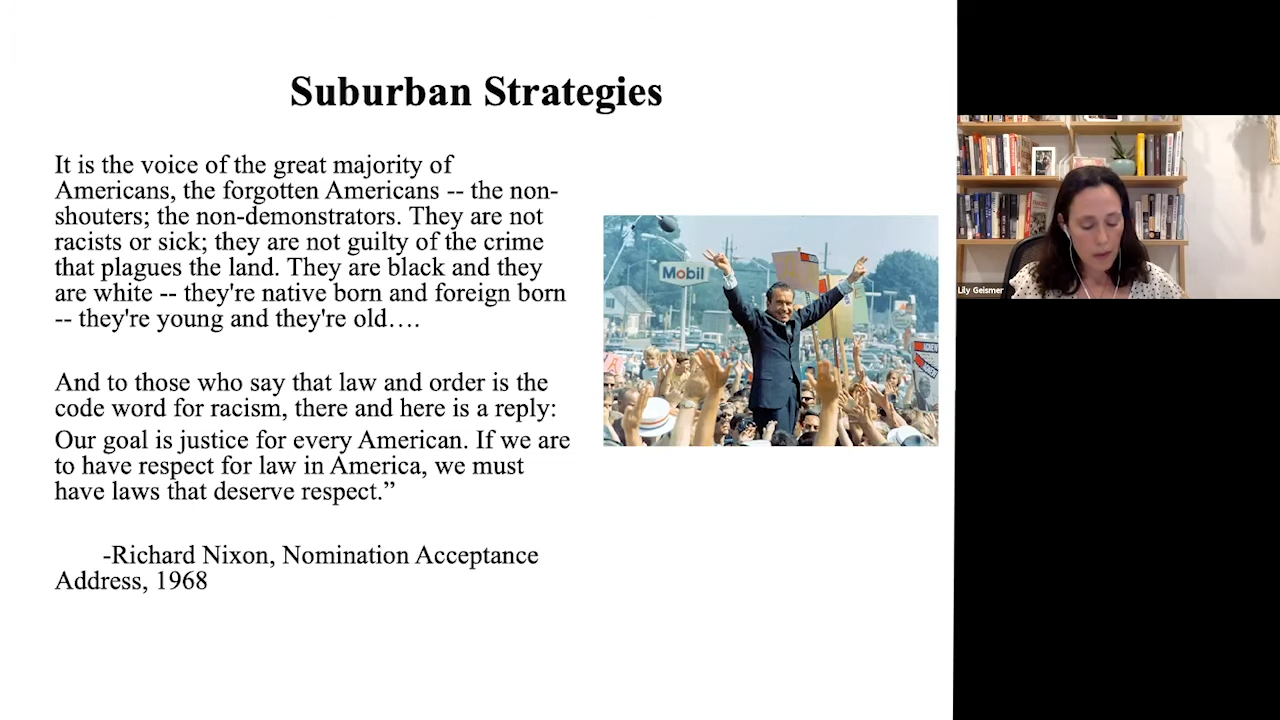 Suburban Strategies
It is the voice of the great majority of
Americans, the forgotten Americans -- the non-
shouters; the non-demonstrators. They are not
racists or sick; they are not guilty of the crime
that plagues the land. They are black and they
are white -- they're native born and foreign born
-- they're young and they're old….
And to those who say that law and order is the
code word for racism, there and here is a reply:
Our goal is justice for every American. If we are
to have respect for law in America, we must
have laws that deserve respect.”
-Richard Nixon, Nomination Acceptance
Address, 1968
Mobil
Lily Geismer